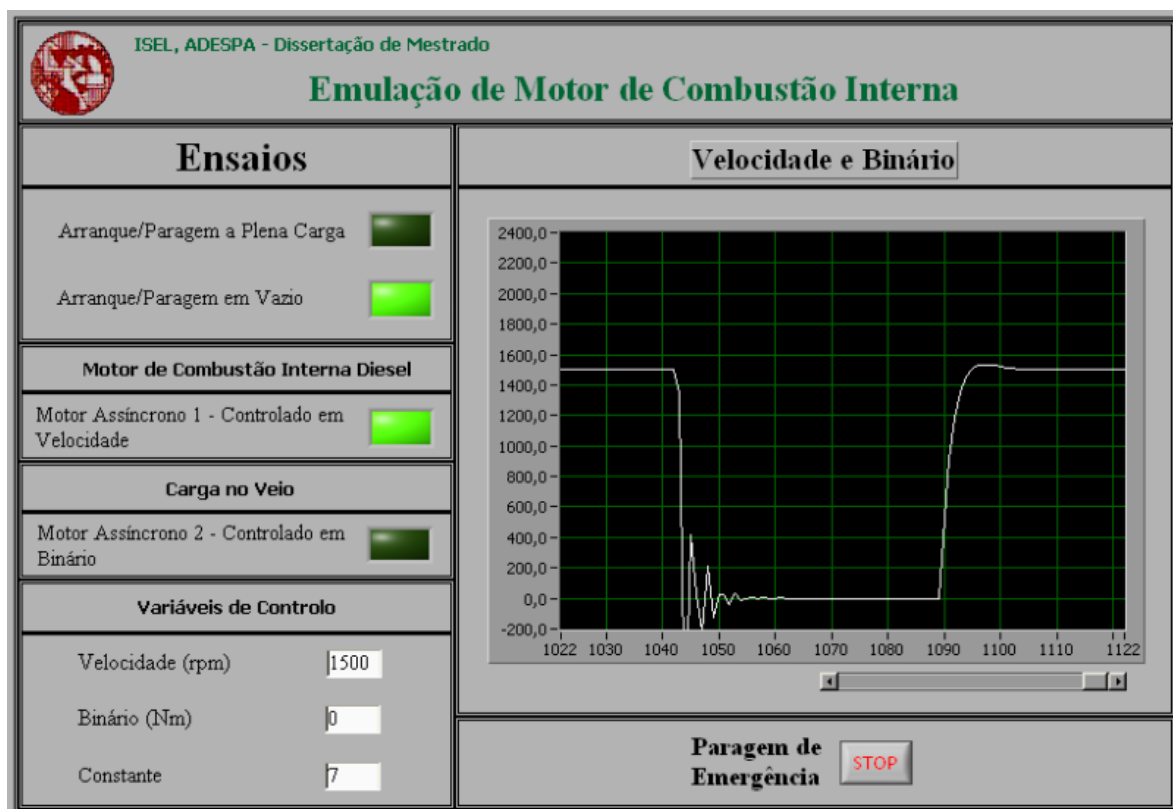 ISEL, ADESPA - Dissertação de Mestrado
Emulação de Motor de Combustão Interna
Ensaios
Arranque/Paragem a Plena Carga
Arranque/Paragem em Vazio
Motor de Combustão Interna Diesel
Motor Assíncrono 1 - Controlado em
Velocidade
Carga no Veio
Motor Assíncrono 2 - Controlado em
Binário
Variáveis de Controlo
Velocidade (rpm) 1500
Binário (Nm) 0
Constante 7
Velocidade e Binário
2400,0
2200,0
2000,0
1800,0
1600,0
1400,0
1200,0
1000,0
800,0
600,0
400,0
200,0
0,0
-200,0
1022 1030 1040 1050 1060 1070 1080 1090 1100 1110 1122
Paragem de
Emergência
STOP